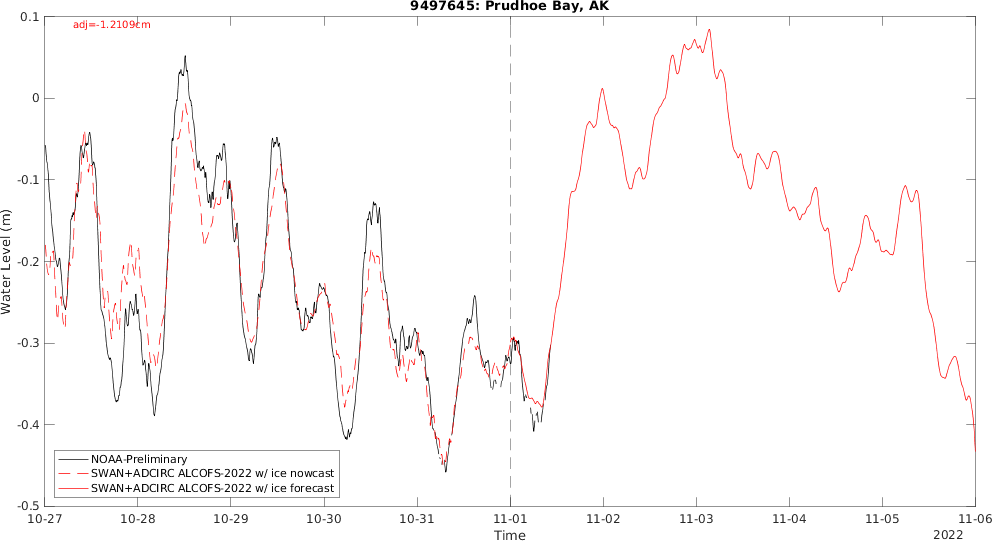 9497645: Prudhoe Bay, AK
adj=-1.2109cm
0.1
0
-0.1
-0.2
-0.3
-0.4
-0.5
Water Level (m)
NOAA-Preliminary
SWAN+ADCIRC ALCOFS-2022 w/ ice nowcast
SWAN+ADCIRC ALCOFS-2022 w/ ice forecast
10-27 10-28 10-29 10-30 10-31 11-01 11-02 11-03 11-04 11-05 11-06
Time
2022